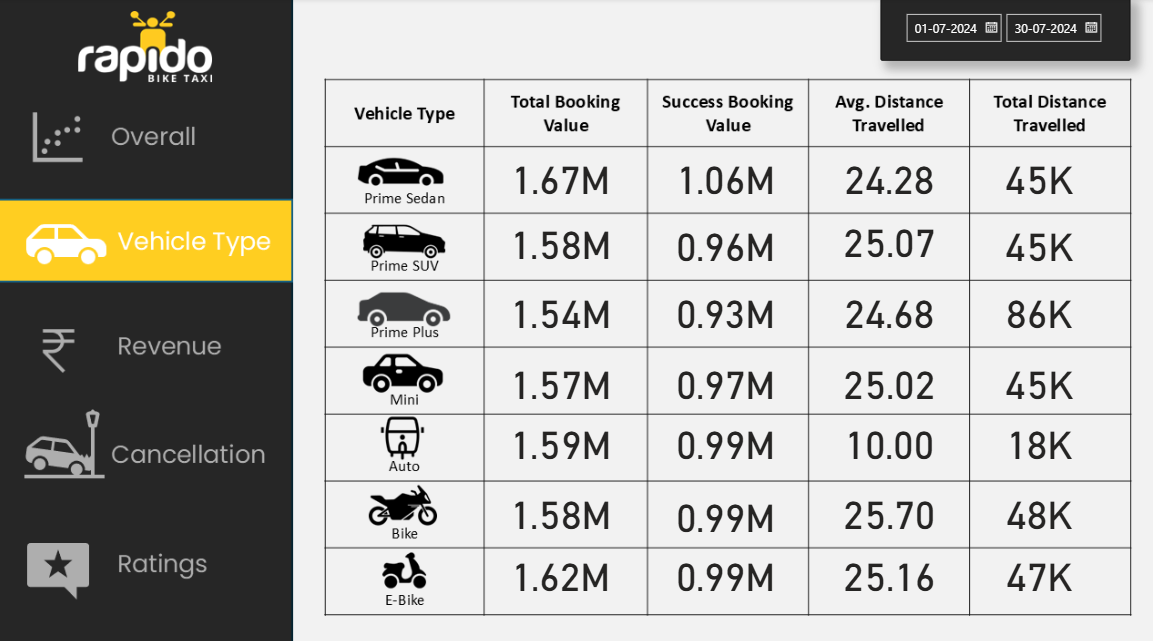 rapido
BIKE TAXI
01-07-2024 30-07-2024
Overall
Vehicle Type
Revenue
Cancellation
Ratings
Vehicle Type
Total Booking
Value
Success Booking
Value
Avg. Distance
Travelled
Total Distance
Travelled
Prime Sedan
1.67M 1.06M 24.28 45K
Prime SUV
1.58M 0.96M 25.07 45K
Prime Plus
1.54M 0.93M 24.68 86K
Mini
1.57M 0.97M 25.02 45K
Auto
1.59M 0.99M 10.00 18K
Bike
1.58M 0.99M 25.70 48K
E-Bike
1.62M 0.99M 25.16 47K